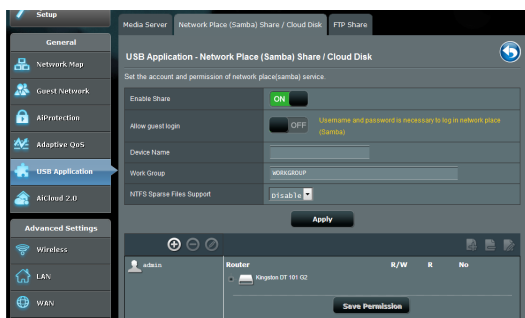 Setup
Media Server
Network Place (Samba) Share / Cloud Disk
FTP Share
General
Network Map
Guest Network
AiProtection
Adaptive QoS
USB Application
AiCloud 2.0
Advanced Settings
Wireless
LAN
WAN
USB Application - Network Place (Samba) Share / Cloud Disk
Set the account and permission of network place(samba) service.
Enable Share
ON
Allow guest login
OFF
Username and password is necessary to log in network place
(Samba).
Device Name
Work Group
WORKGROUP
NTFS Sparse Files Support
Disable
Apply
admin
Router
R/W
R
No
Kingston DT 101 G2
Save Permission